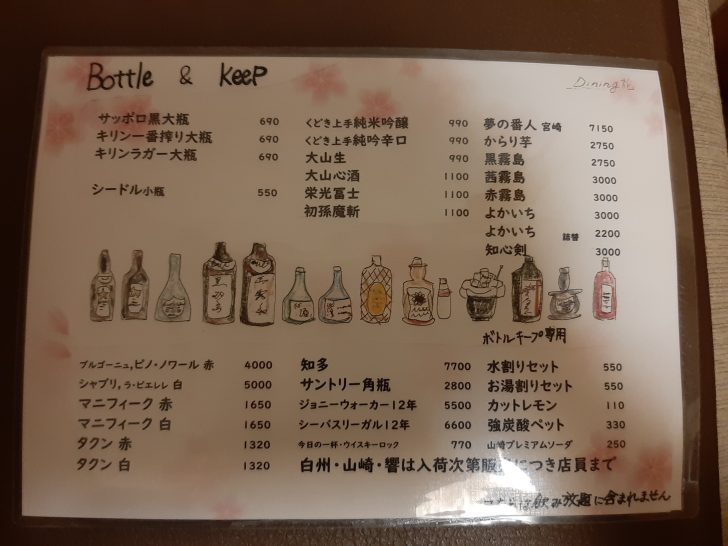 Bottle & Keep
サッポロ黒大瓶 690
キリン一番搾り大瓶 690
キリンラガー大瓶 690
シードル小瓶 550
くどき上手純米吟醸 990
くどき上手純吟辛口 990
大山生 990
大山心酒 1100
栄光冨士 1100
初孫魔斬 1100
夢の番人 宮崎 7150
からり芋 2750
黒霧島 2750
茜霧島 3000
赤霧島 3000
よかいち 3000
よかいち 詰替 2200
知心剣 3000
ブルゴーニュ,ピノ・ノワール 赤 4000
シャブリ,ラ・ピエレレ 白 5000
マニフィーク 赤 1650
マニフィーク 白 1650
タクン 赤 1320
タクン 白 1320
知多 7700
サントリー角瓶 2800
ジョニーウォーカー12年 5500
シーバスリーガル12年 6600
今日の一杯・ウイスキーロック 770
白州・山崎・響は入荷次第販売につき店員まで
ボトルキープ専用
水割りセット 550
お湯割りセット 550
カットレモン 110
強炭酸ペット 330
山崎プレミアムソーダ 250
飲み放題に含まれません